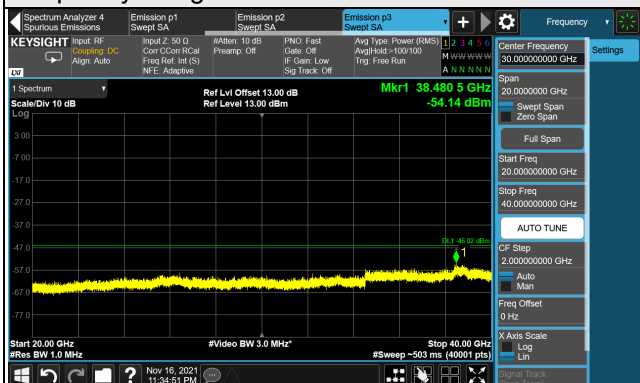 Spectrum Analyzer 4
Spurious Emissions
Emission p1
Swept SA
Emission p2
Swept SA
Emission p3
Swept SA
Frequency
KEYSIGHT
Input: RF
Coupling: DC
Align: Auto
Input Z: 50 Ω
Corr CCorr RCal
Freq Ref: Int (S)
NFE: Adaptive
#Atten: 10 dB
Preamp: Off
PNO: Fast
Gate: Off
IF Gain: Low
Sig Track: Off
Avg Type: Power (RMS)
Avg|Hold:>100/100
Trig: Free Run
1 2 3 4 5 6
M W W W W W
A N N N N N
LXI
1 Spectrum
Scale/Div 10 dB
Log
Ref Lvl Offset 13.00 dB
Ref Level 13.00 dBm
Mkr1 38.480 5 GHz
-54.14 dBm
3.00
-7.00
-17.0
-27.0
-37.0
-47.0
-57.0
-67.0
-77.0
DL1 -46.02 dBm
1
Start 20.00 GHz
#Res BW 1.0 MHz
#Video BW 3.0 MHz*
Stop 40.00 GHz
#Sweep ~503 ms (40001 pts)
Center Frequency
30.000000000 GHz
Settings
Span
20.0000000 GHz
Swept Span
Zero Span
Full Span
Start Freq
20.000000000 GHz
Stop Freq
40.000000000 GHz
AUTO TUNE
CF Step
2.000000000 GHz
Auto
Man
Freq Offset
0 Hz
X Axis Scale
Log
Lin
Signal Track
?
Nov 16, 2021
11:34:51 PM